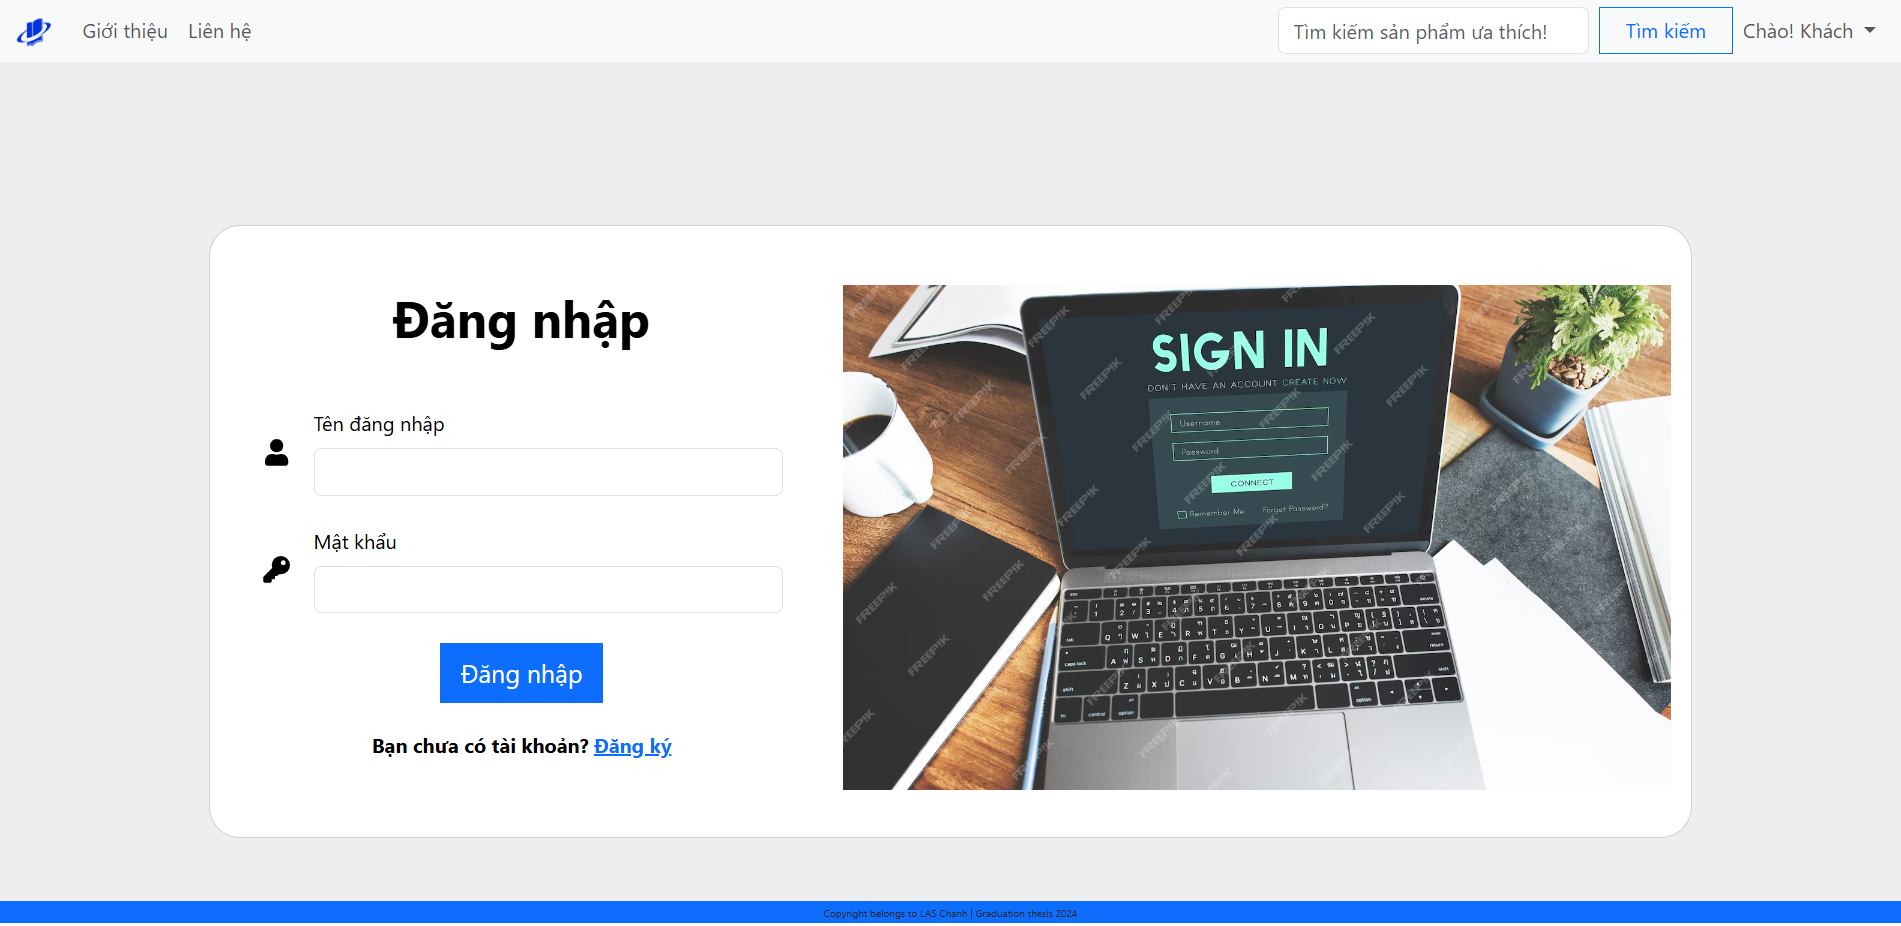 Giới thiệu
Liên hệ
Tìm kiếm sản phẩm ưa thích!
Tìm kiếm
Chào! Khách
Đăng nhập
Tên đăng nhập
Mật khẩu
Đăng nhập
Bạn chưa có tài khoản? Đăng ký
SIGN IN
DON'T HAVE AN ACCOUNT CREATE NOW
Username
Password
CONNECT
Remember Me
Forget Password?
FREEPIK
Copyright belongs to LAS Chanh | Graduation thesis 2024